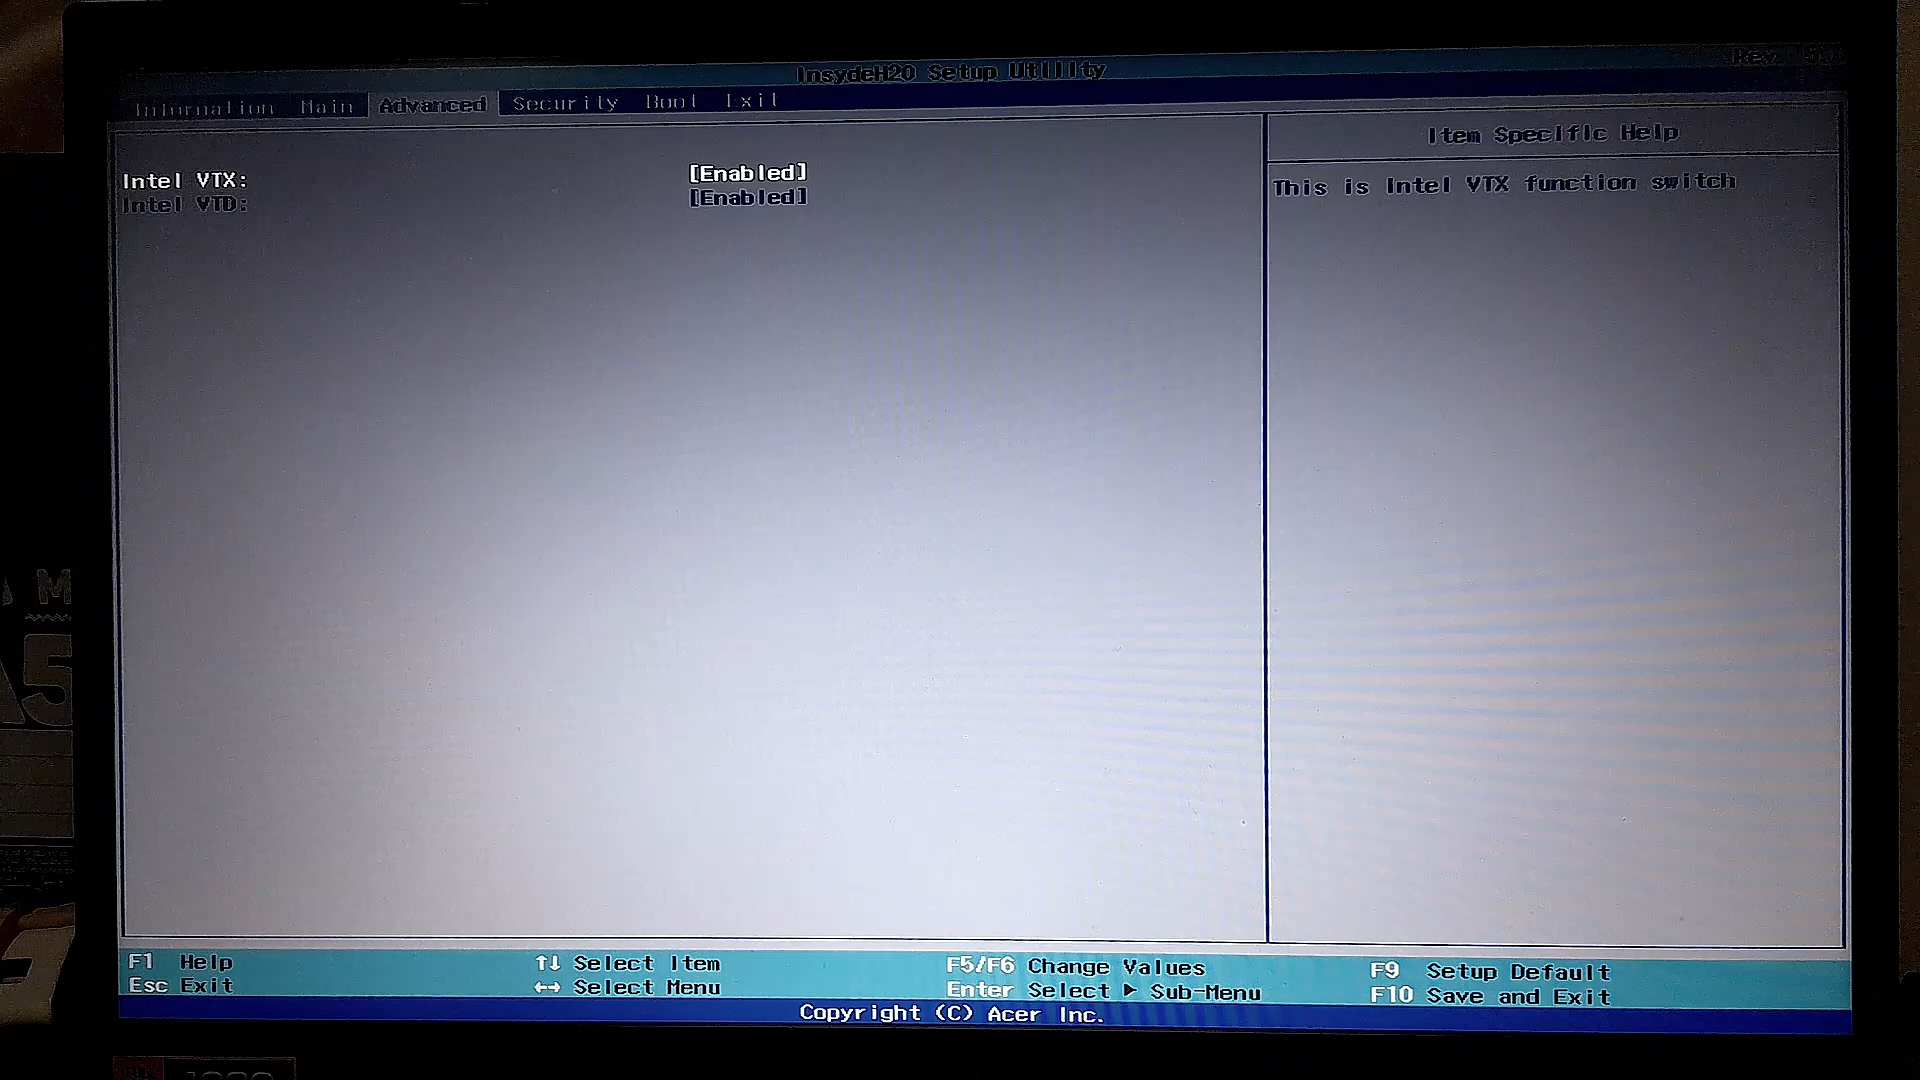 InsydeH2O Setup Utility
Information Main Advanced Security Boot Exit
Item Specific Help
Intel VTX: [Enabled]
This is Intel VTX function switch
Intel VTD: [Enabled]
F1 Help ↑↓ Select Item F5/F6 Change Values F9 Setup Default
Esc Exit ←→ Select Menu Enter Select ▶ Sub-Menu F10 Save and Exit
Copyright (C) Acer Inc.